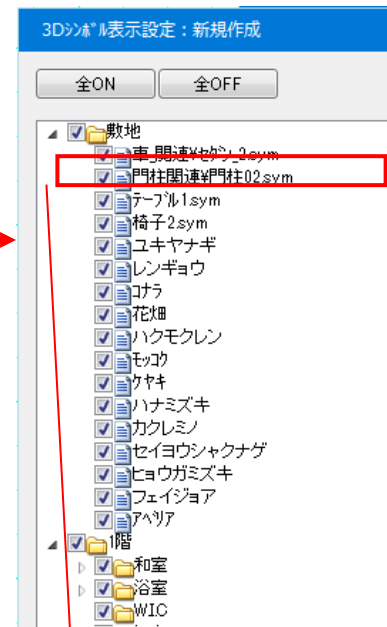 3Dｼﾝﾎﾞﾙ表示設定：新規作成
全ON 全OFF
敷地
車_関連¥ｾﾀﾞﾝ_2.sym
門柱関連¥門柱02.sym
ﾃｰﾌﾞﾙ1.sym
椅子2.sym
ユキヤナギ
レンギョウ
ｺﾅﾗ
花畑
ハクモクレン
ﾓｯｺｸ
ｹﾔｷ
ハナミズキ
カクレミノ
セイヨウシャクナゲ
ヒョウガミズキ
フェイジョア
ｱﾍﾞﾘｱ
1階
和室
浴室
WIC